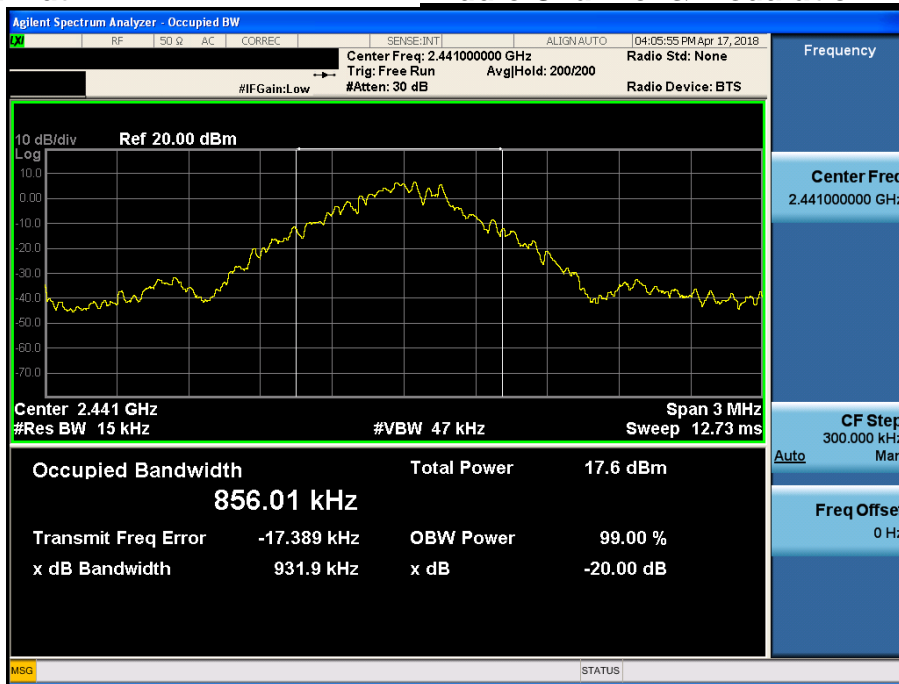 Agilent Spectrum Analyzer - Occupied BW
LXI RF 50 Ω AC CORREC SENSE:INT ALIGN AUTO 04:05:55 PM Apr 17, 2018
Center Freq: 2.441000000 GHz Radio Std: None
Trig: Free Run Avg|Hold: 200/200
#IFGain:Low #Atten: 30 dB Radio Device: BTS
10 dB/div Ref 20.00 dBm
Log
10.0
0.00
-10.0
-20.0
-30.0
-40.0
-50.0
-60.0
-70.0
Center 2.441 GHz Span 3 MHz
#Res BW 15 kHz #VBW 47 kHz Sweep 12.73 ms
Occupied Bandwidth Total Power 17.6 dBm
856.01 kHz
Transmit Freq Error -17.389 kHz OBW Power 99.00 %
x dB Bandwidth 931.9 kHz x dB -20.00 dB
MSG STATUS
Frequency
Center Freq
2.441000000 GHz
CF Step
300.000 kHz
Auto Man
Freq Offset
0 Hz